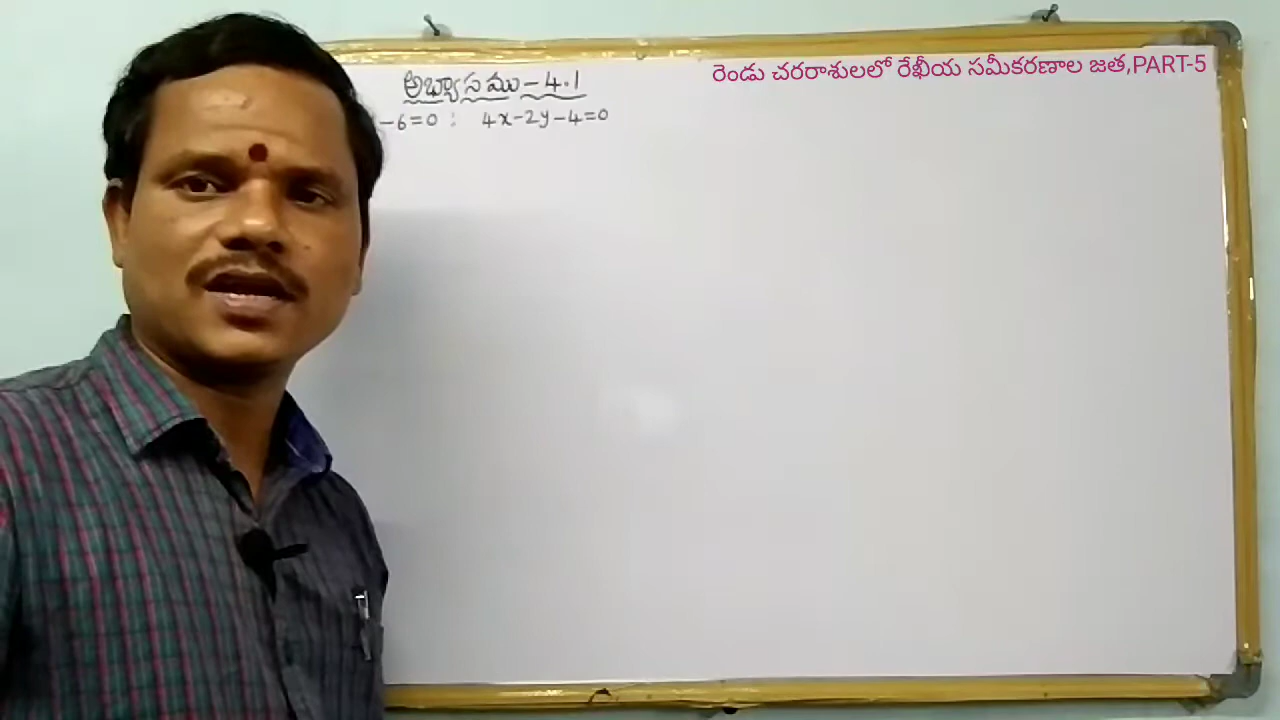 రెండు చరరాశులలో రేఖీయ సమీకరణాల జత,PART-5
అభ్యాసము - 4.1
-6=0 : 4x-2y-4=0